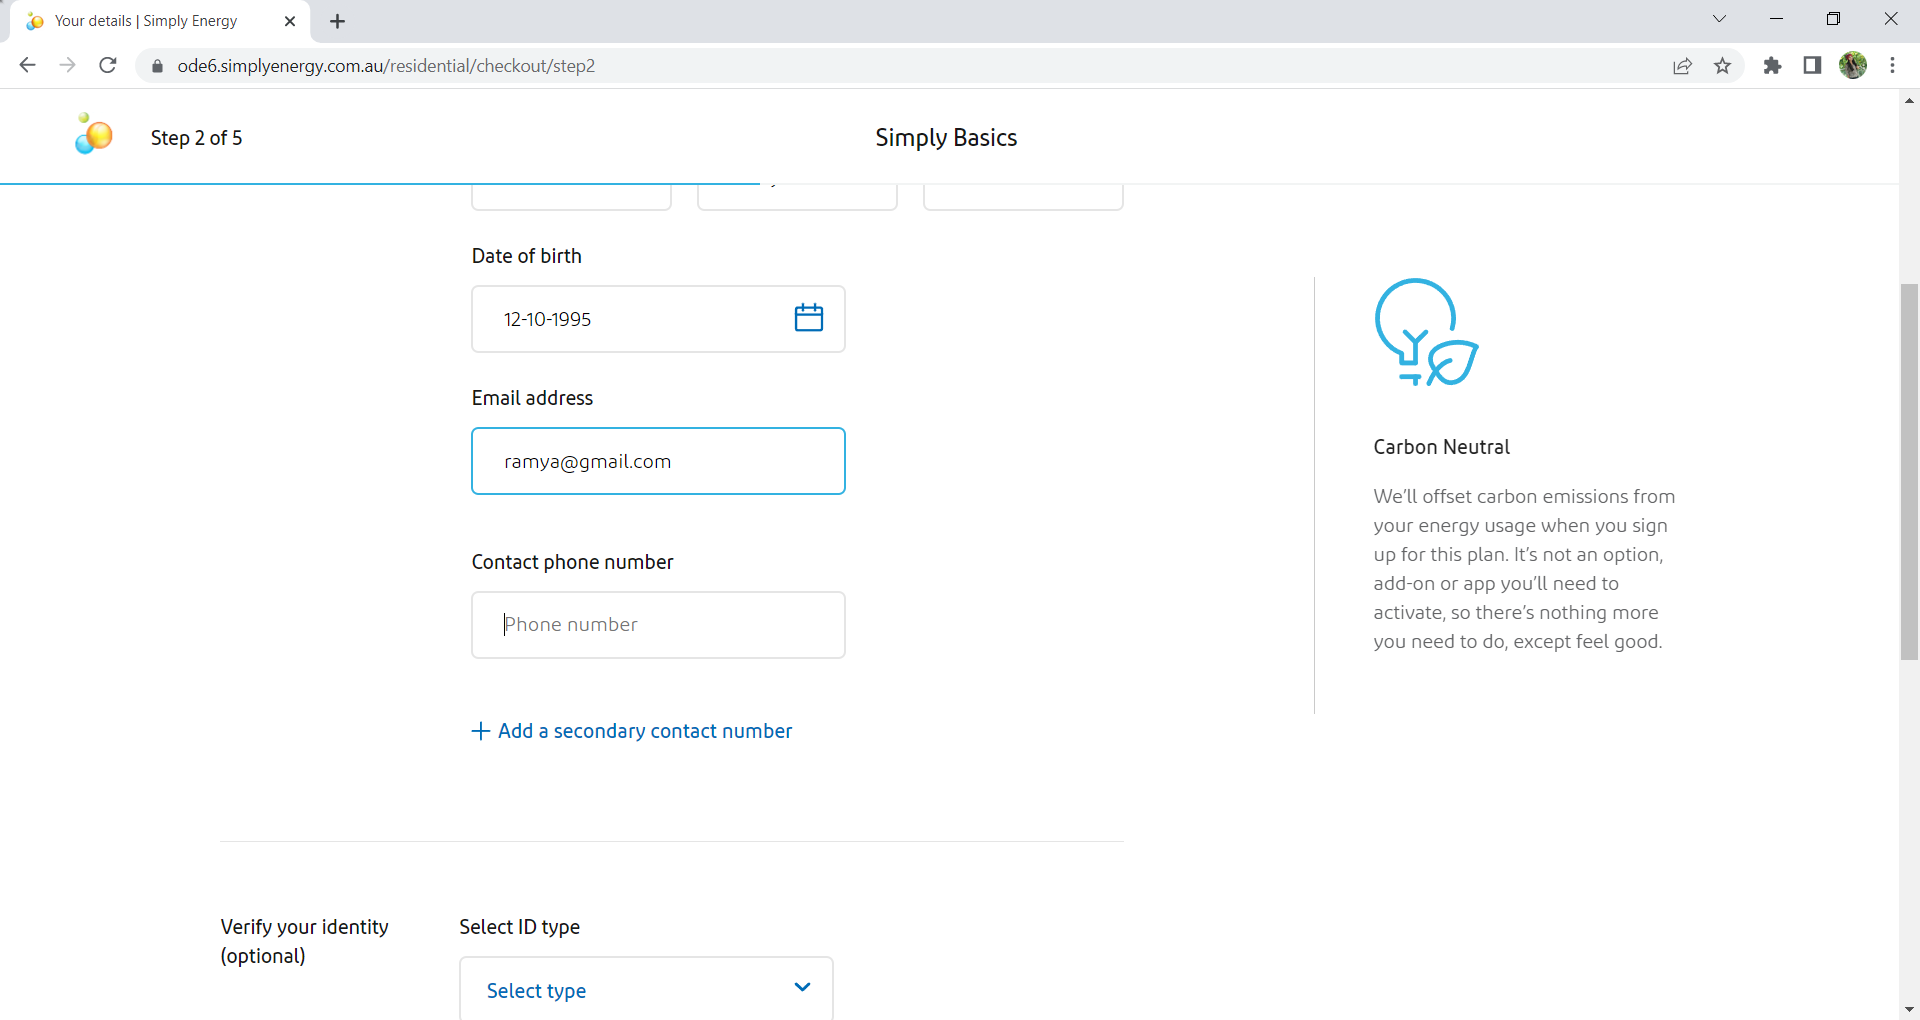 Your details | Simply Energy
ode6.simplyenergy.com.au/residential/checkout/step2
Step 2 of 5
Simply Basics
Date of birth
12-10-1995
Email address
ramya@gmail.com
Contact phone number
Phone number
Add a secondary contact number
Verify your identity
(optional)
Select ID type
Select type
Carbon Neutral
We'll offset carbon emissions from
your energy usage when you sign
up for this plan. It's not an option,
add-on or app you'll need to
activate, so there's nothing more
you need to do, except feel good.